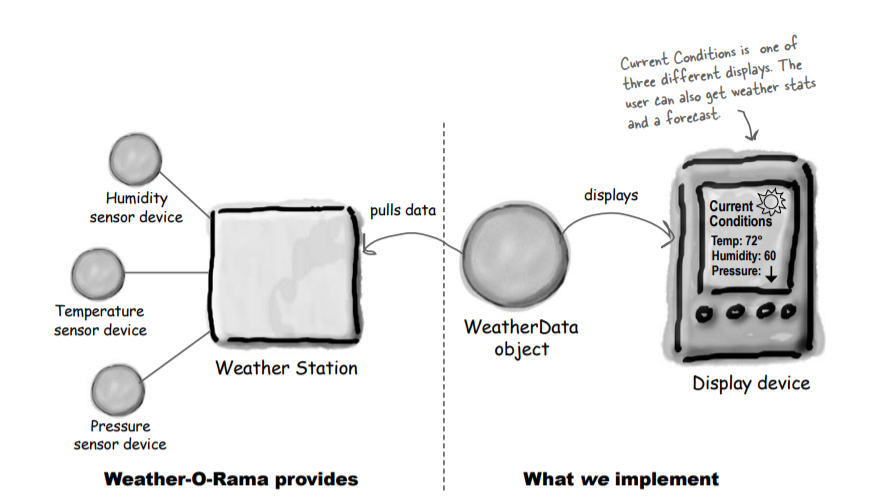 Current Conditions is one of
three different displays. The
user can also get weather stats
and a forecast.
Humidity
sensor device
pulls data
displays
Current
Conditions
Temp: 72°
Humidity: 60
Pressure:
Temperature
sensor device
WeatherData
object
Weather Station
Display device
Pressure
sensor device
Weather-O-Rama provides
What we implement